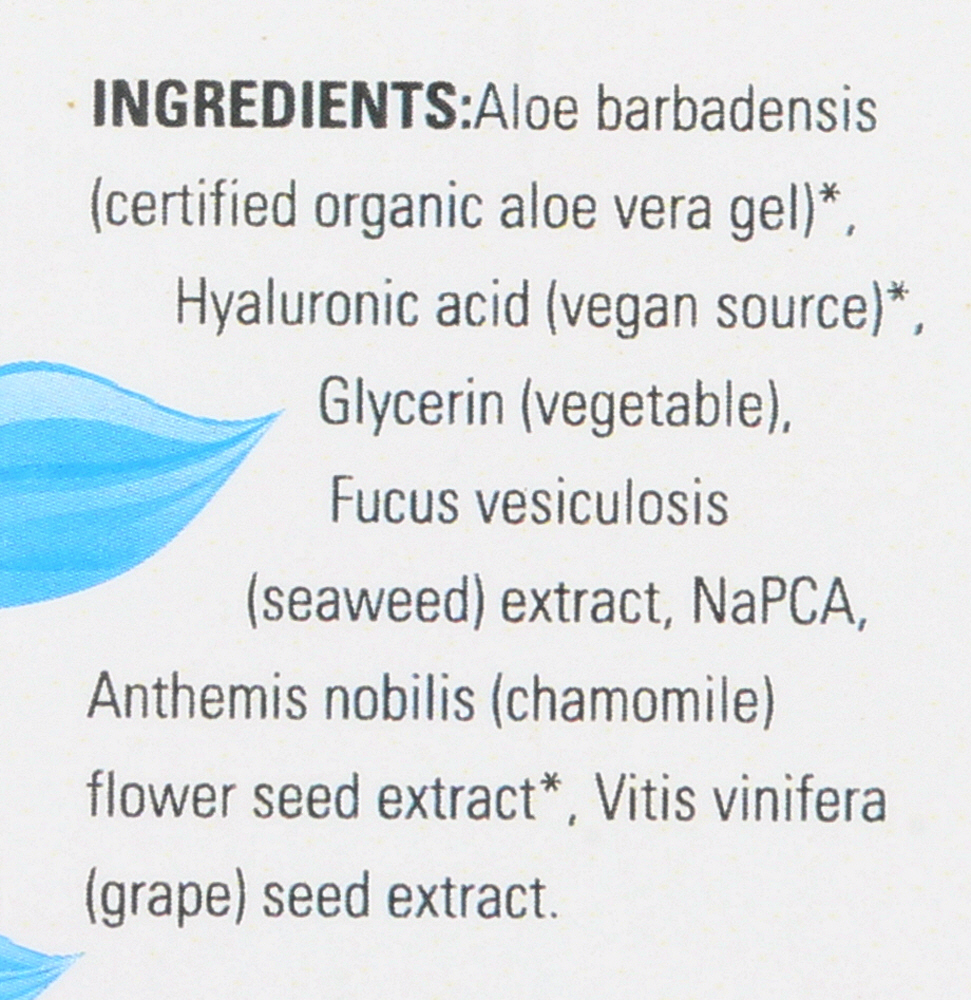 INGREDIENTS:Aloe barbadensis
(certified organic aloe vera gel)*,
Hyaluronic acid (vegan source)*,
Glycerin (vegetable),
Fucus vesiculosis
(seaweed) extract, NaPCA,
Anthemis nobilis (chamomile)
flower seed extract*, Vitis vinifera
(grape) seed extract.